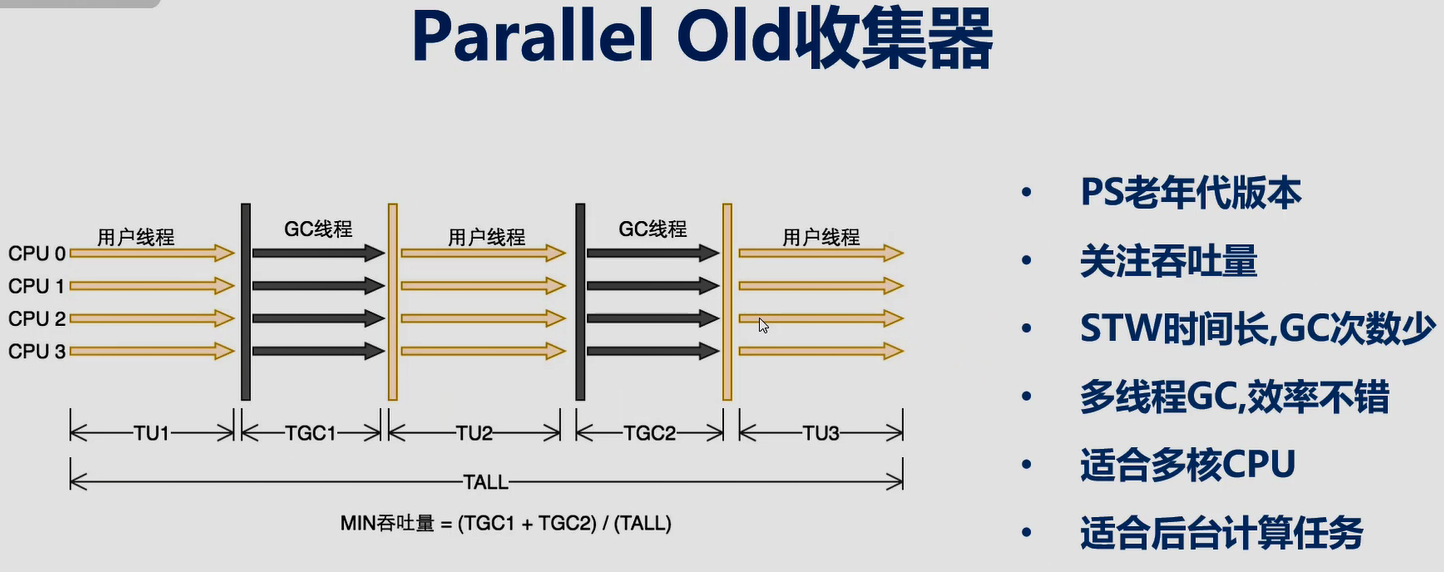 Parallel Old收集器
用户线程
GC线程
用户线程
GC线程
用户线程
CPU 0
CPU 1
CPU 2
CPU 3
TU1
TGC1
TU2
TGC2
TU3
TALL
MIN吞吐量 = (TGC1 + TGC2) / (TALL)
• PS老年代版本
• 关注吞吐量
• STW时间长,GC次数少
• 多线程GC,效率不错
• 适合多核CPU
• 适合后台计算任务